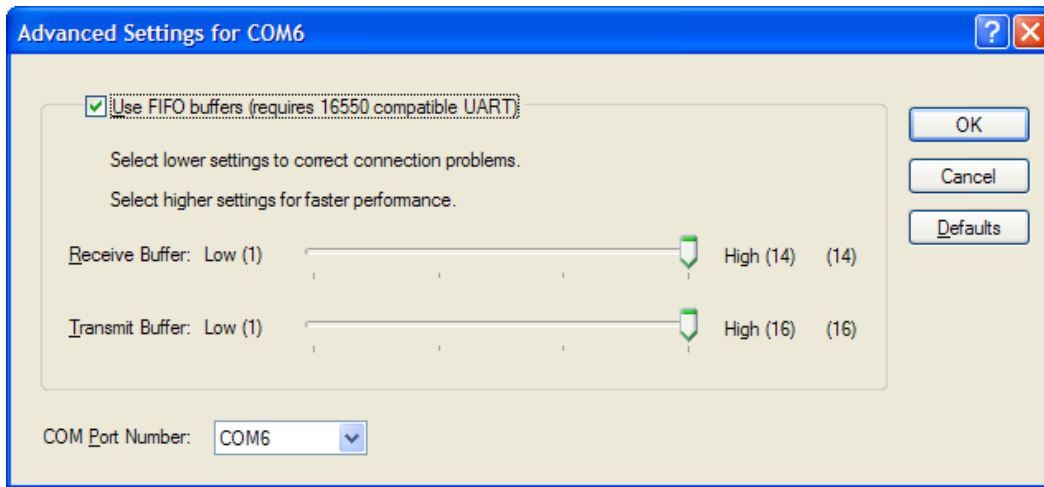 Advanced Settings for COM6
Use FIFO buffers (requires 16550 compatible UART)
OK
Select lower settings to correct connection problems.
Cancel
Select higher settings for faster performance.
Defaults
Receive Buffer: Low (1) High (14) (14)
Transmit Buffer: Low (1) High (16) (16)
COM Port Number: COM6